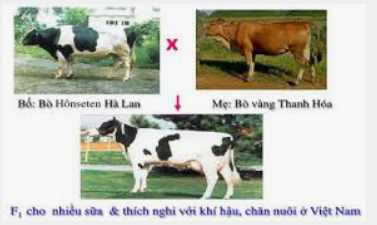 X
Bố: Bò Hônsten Hà Lan
Mẹ: Bò vàng Thanh Hóa
F₁ cho nhiều sữa & thích nghi với khí hậu, chăn nuôi ở Việt Nam